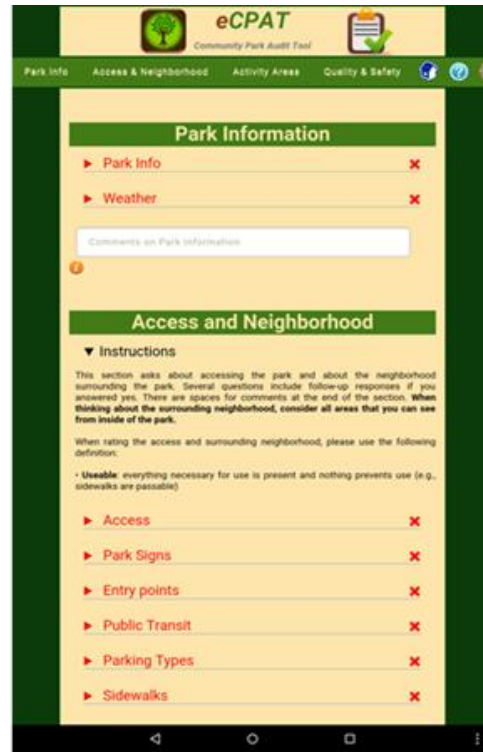 eCPAT
Community Park Audit Tool
Park Info Access & Neighborhood Activity Areas Quality & Safety
Park Information
Park Info
Weather
Comments on Park Information
Access and Neighborhood
Instructions
This section asks about accessing the park and about the neighborhood
surrounding the park. Several questions include follow-up responses if you
answered yes. There are spaces for comments at the end of the section. When
thinking about the surrounding neighborhood, consider all areas that you can see
from inside of the park.
When rating the access and surrounding neighborhood, please use the following
definition:
• Useable: everything necessary for use is present and nothing prevents use (e.g.,
sidewalks are passable)
Access
Park Signs
Entry points
Public Transit
Parking Types
Sidewalks